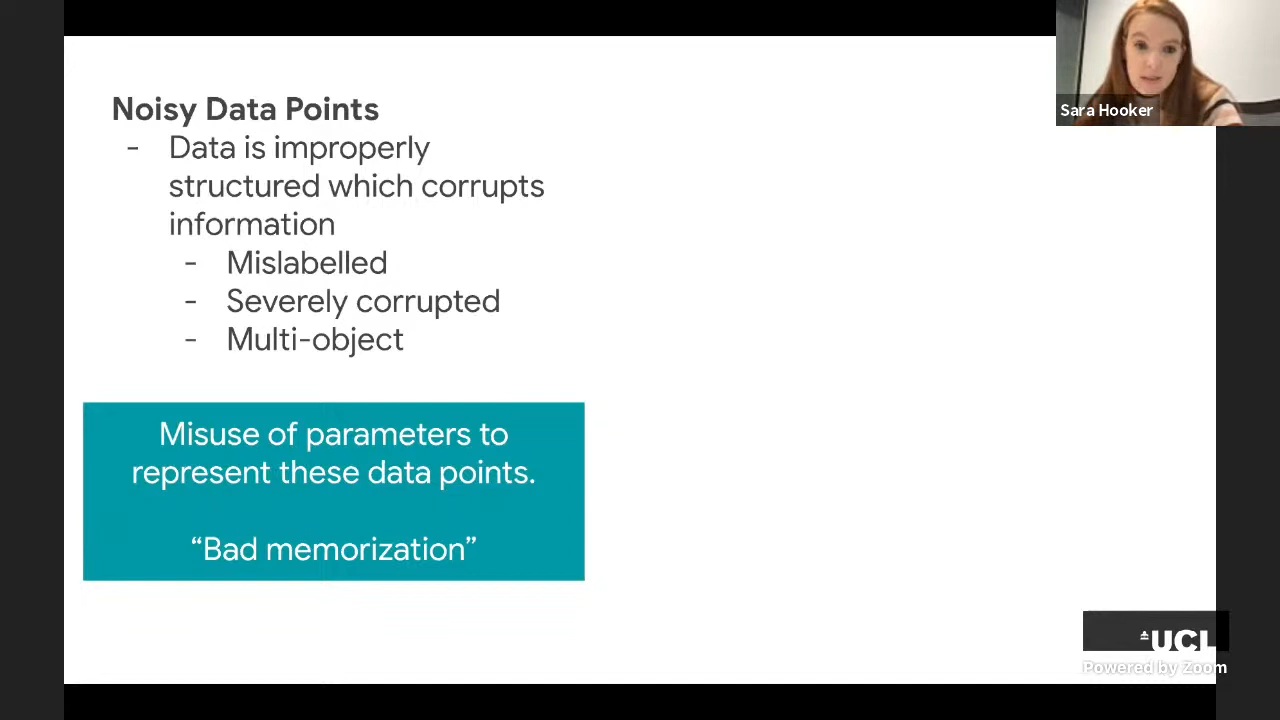 Noisy Data Points
- Data is improperly
structured which corrupts
information
- Mislabelled
- Severely corrupted
- Multi-object
Misuse of parameters to
represent these data points.
“Bad memorization”
Sara Hooker
UCL
Powered by Zoom